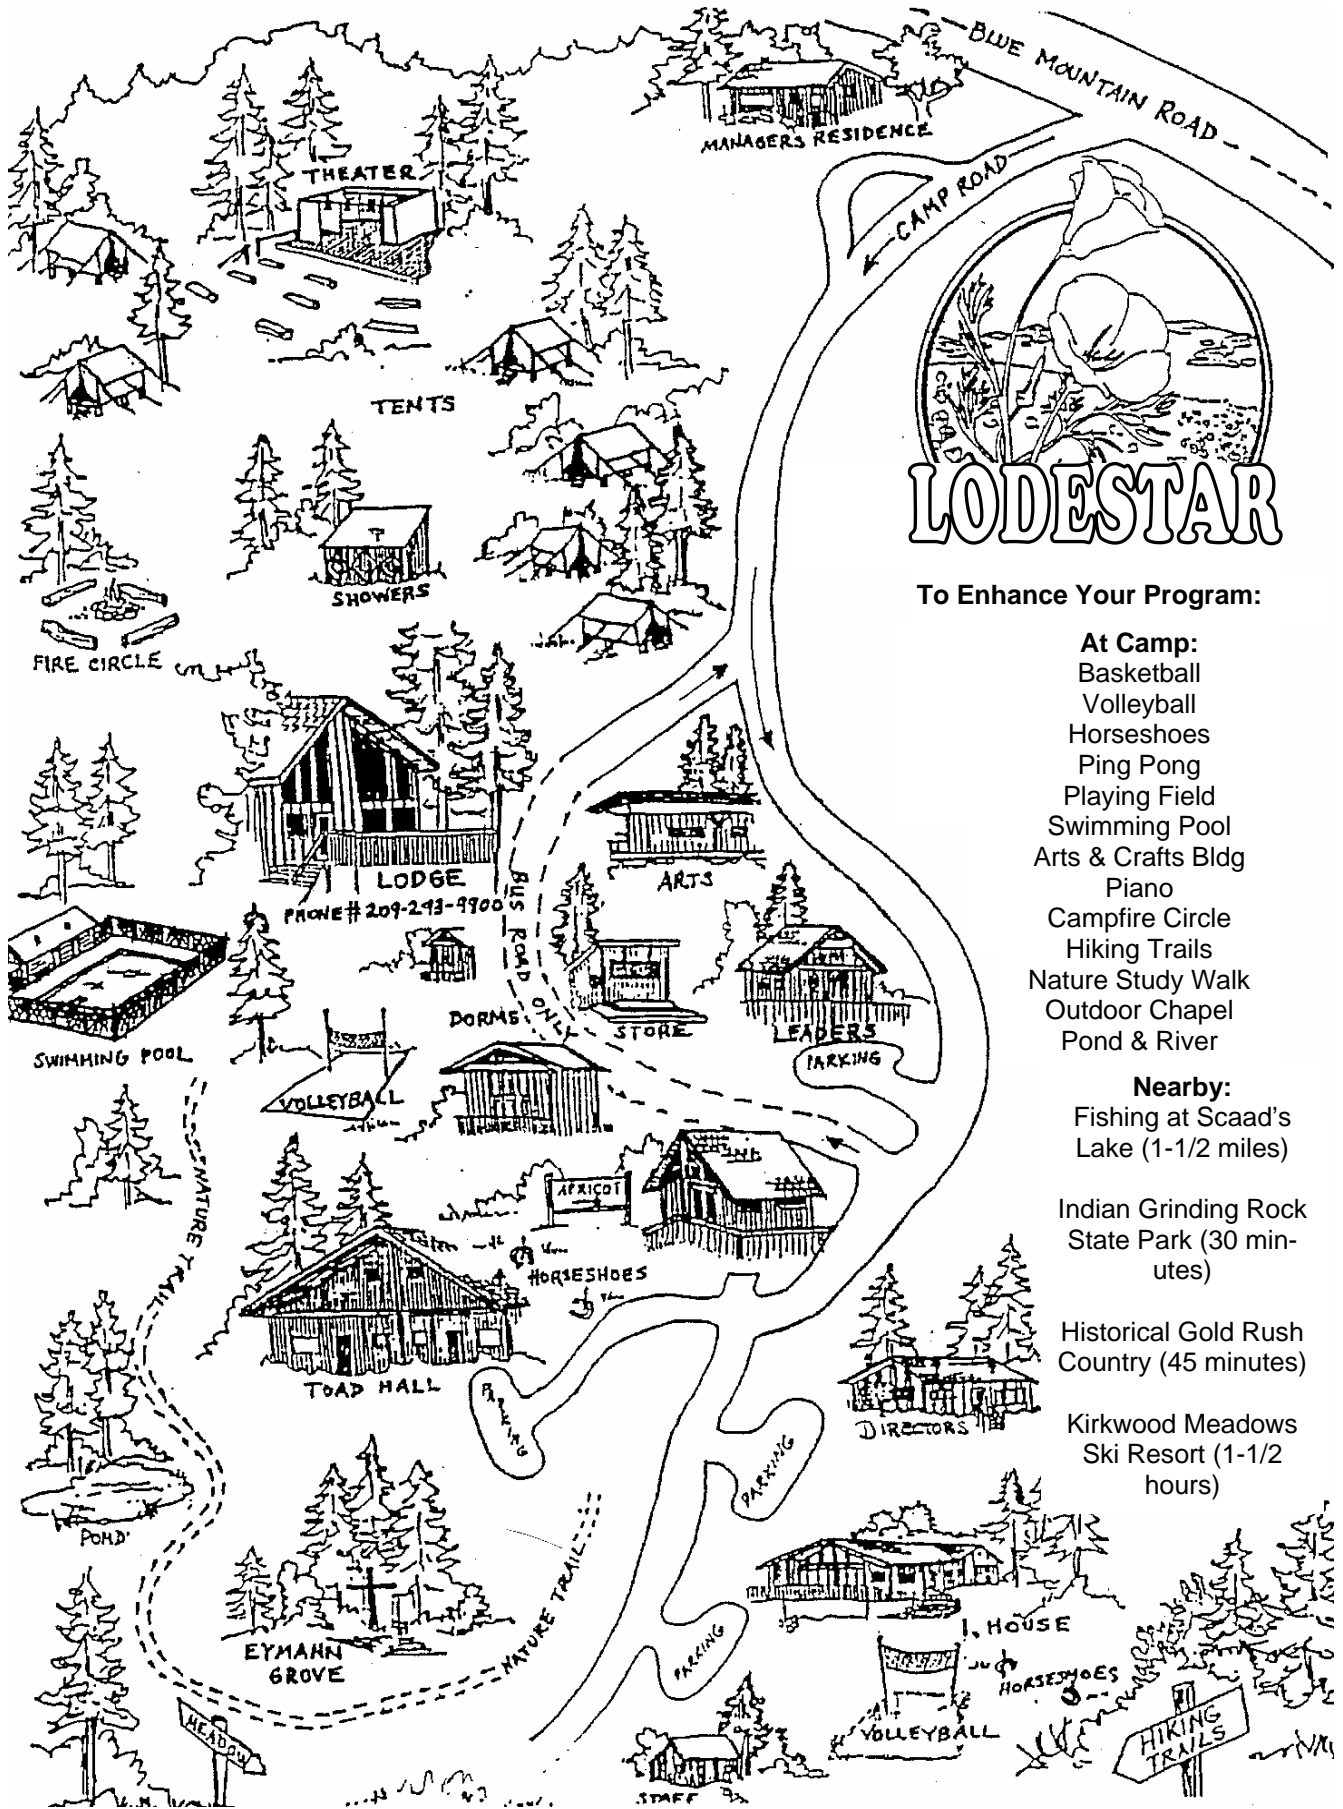 BLUE MOUNTAIN ROAD
MANAGERS RESIDENCE
CAMP ROAD
THEATER
TENTS
SHOWERS
FIRE CIRCLE
LODESTAR
To Enhance Your Program:
At Camp:
Basketball
Volleyball
Horseshoes
Ping Pong
Playing Field
Swimming Pool
Arts & Crafts Bldg
Piano
Campfire Circle
Hiking Trails
Nature Study Walk
Outdoor Chapel
Pond & River
Nearby:
Fishing at Scaad's
Lake (1-1/2 miles)
Indian Grinding Rock
State Park (30 min-
utes)
Historical Gold Rush
Country (45 minutes)
Kirkwood Meadows
Ski Resort (1-1/2
hours)
LODGE
PHONE# 209-293-9900
ARTS
BUS ROAD ONLY
DORMS
STORE
LEADERS
PARKING
SWIMMING POOL
VOLLEYBALL
NATURE TRAIL
APRICOT
HORSESHOES
TOAD HALL
PARKING
DIRECTORS
PARKING
POND
EYMANN
GROVE
NATURE TRAIL
PARKING
HOUSE
HORSESHOES
VOLLEYBALL
MEADOW
HIKING
TRAILS
STAFF